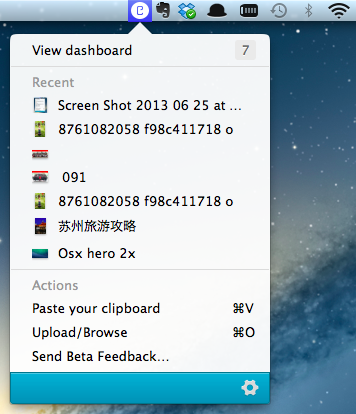 View dashboard 7
Recent
Screen Shot 2013 06 25 at ...
8761082058 f98c411718 o
091
8761082058 f98c411718 o
苏州旅游攻略
Osx hero 2x
Actions
Paste your clipboard ⌘V
Upload/Browse ⌘O
Send Beta Feedback...